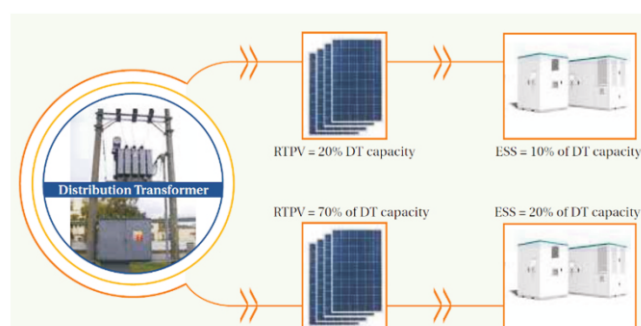 RTPV = 20% DT capacity
ESS = 10% of DT capacity
Distribution Transformer
RTPV = 70% of DT capacity
ESS = 20% of DT capacity